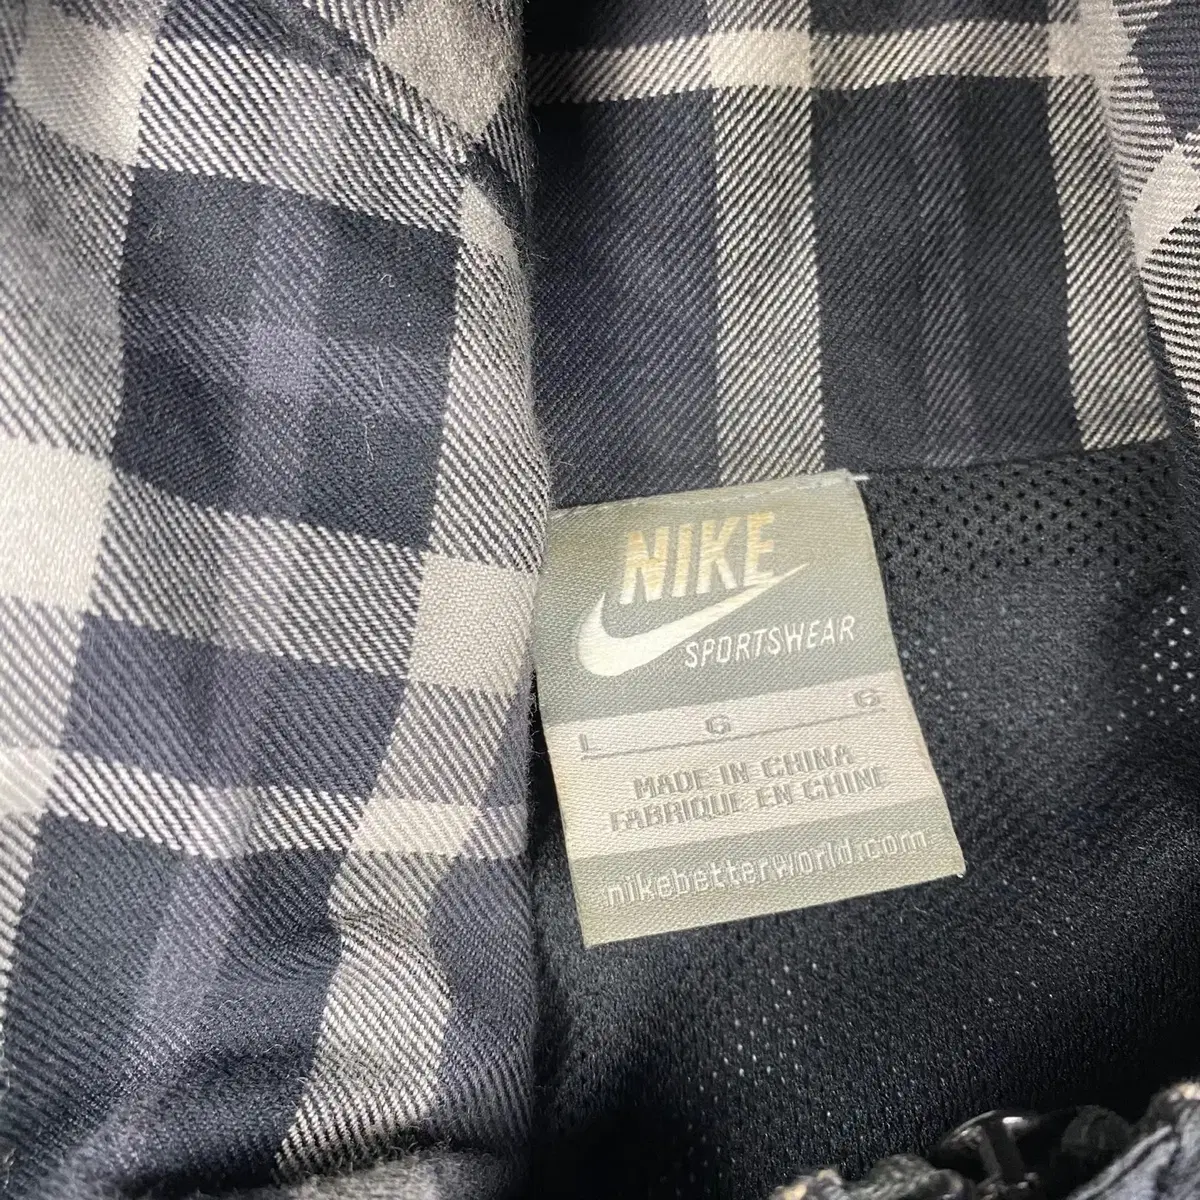 NIKE
SPORTSWEAR
L G G
MADE IN CHINA
FABRIQUE EN CHINE
nikebetterworld.com